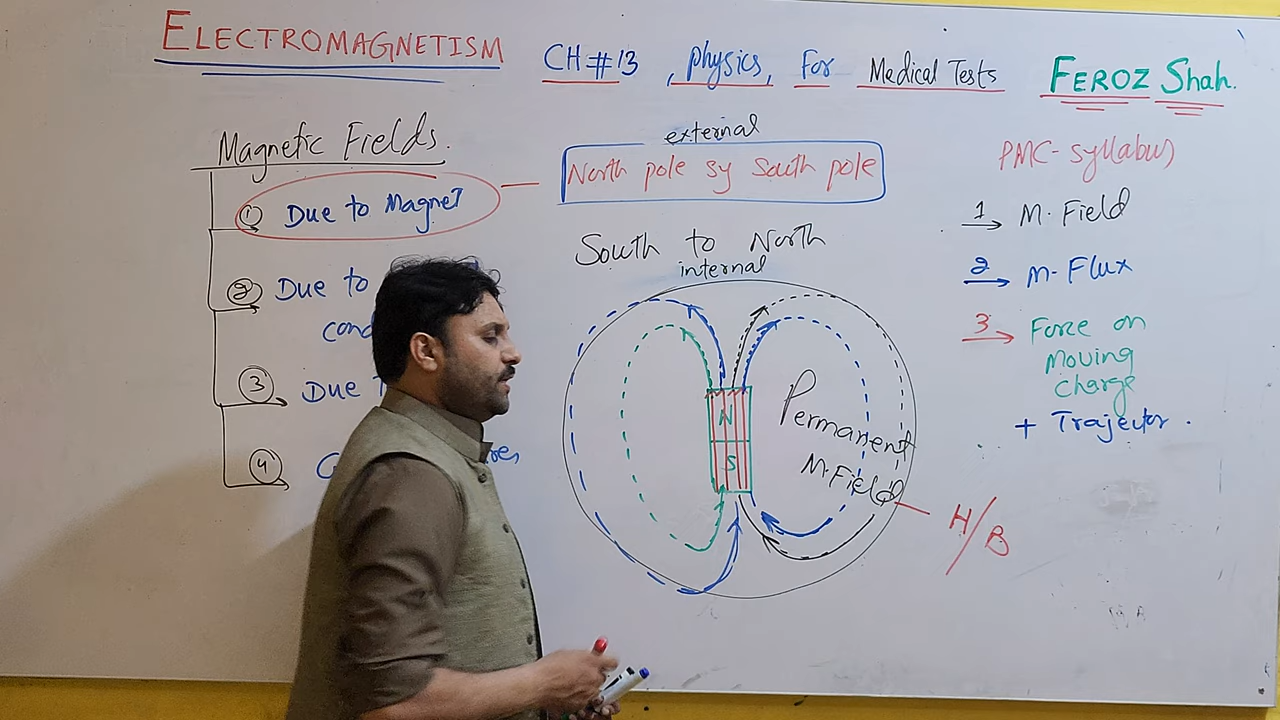 ELECTROMAGNETISM
CH#13, Physics, For Medical Tests
FEROZ Shah.
Magnetic Fields.
① Due to Magnet
② Due to
③ Due
④
external
North pole sy South pole
South to North
internal
N
S
Permanent
M.Field
H/B
PMC-syllabus
1 M.Field
2 M-Flux
3 Force on
Moving
charge
+ Trajector.